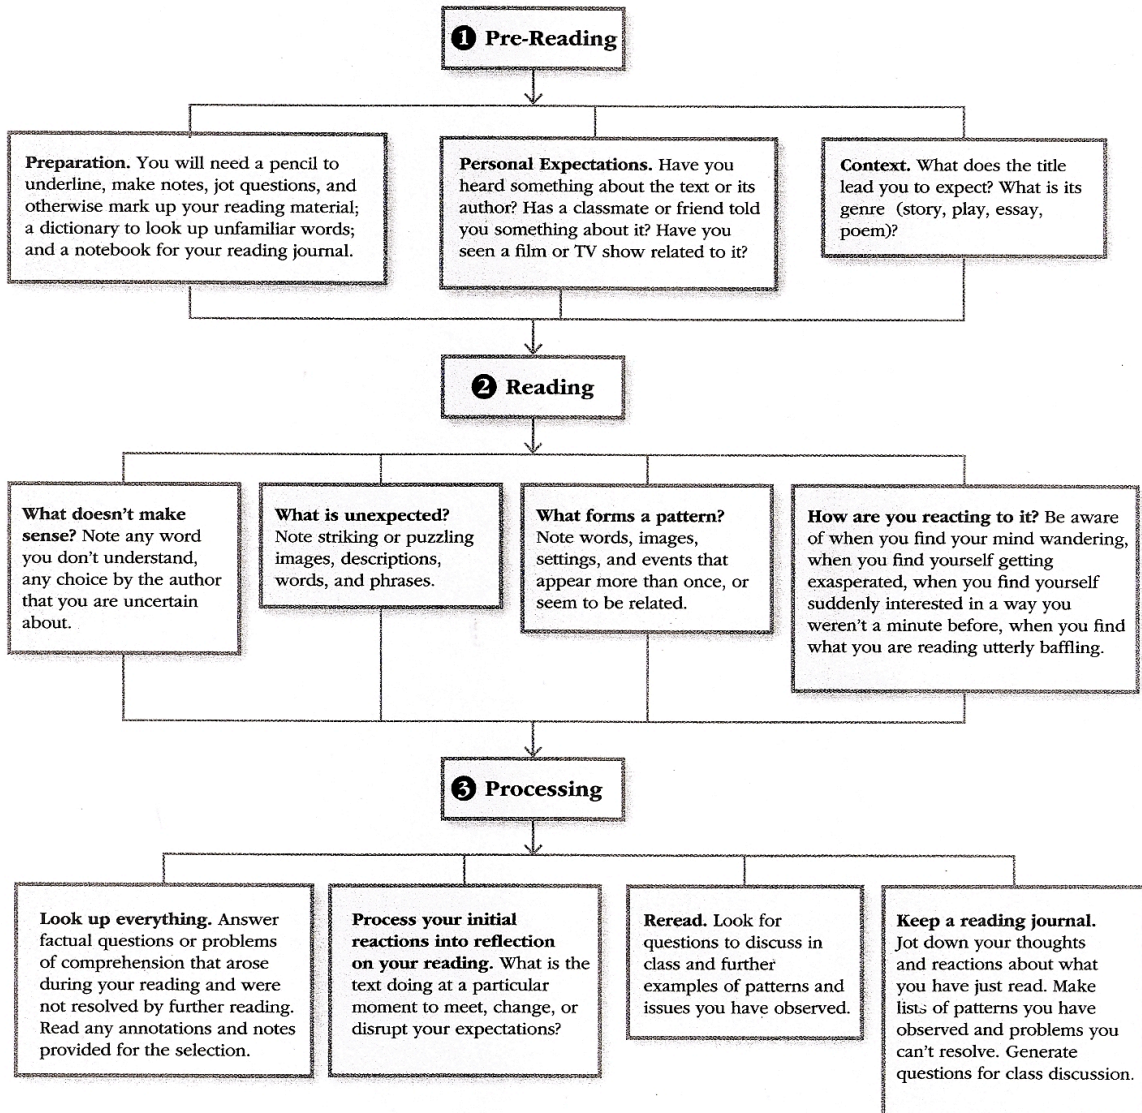 ❶ Pre-Reading
Preparation. You will need a pencil to
underline, make notes, jot questions, and
otherwise mark up your reading material;
a dictionary to look up unfamiliar words;
and a notebook for your reading journal.
Personal Expectations. Have you
heard something about the text or its
author? Has a classmate or friend told
you something about it? Have you
seen a film or TV show related to it?
Context. What does the title
lead you to expect? What is its
genre (story, play, essay,
poem)?
❷ Reading
What doesn't make
sense? Note any word
you don't understand,
any choice by the author
that you are uncertain
about.
What is unexpected?
Note striking or puzzling
images, descriptions,
words, and phrases.
What forms a pattern?
Note words, images,
settings, and events that
appear more than once, or
seem to be related.
How are you reacting to it? Be aware
of when you find your mind wandering,
when you find yourself getting
exasperated, when you find yourself
suddenly interested in a way you
weren't a minute before, when you find
what you are reading utterly baffling.
❸ Processing
Look up everything. Answer
factual questions or problems
of comprehension that arose
during your reading and were
not resolved by further reading.
Read any annotations and notes
provided for the selection.
Process your initial
reactions into reflection
on your reading. What is the
text doing at a particular
moment to meet, change, or
disrupt your expectations?
Reread. Look for
questions to discuss in
class and further
examples of patterns and
issues you have observed.
Keep a reading journal.
Jot down your thoughts
and reactions about what
you have just read. Make
lists of patterns you have
observed and problems you
can't resolve. Generate
questions for class discussion.